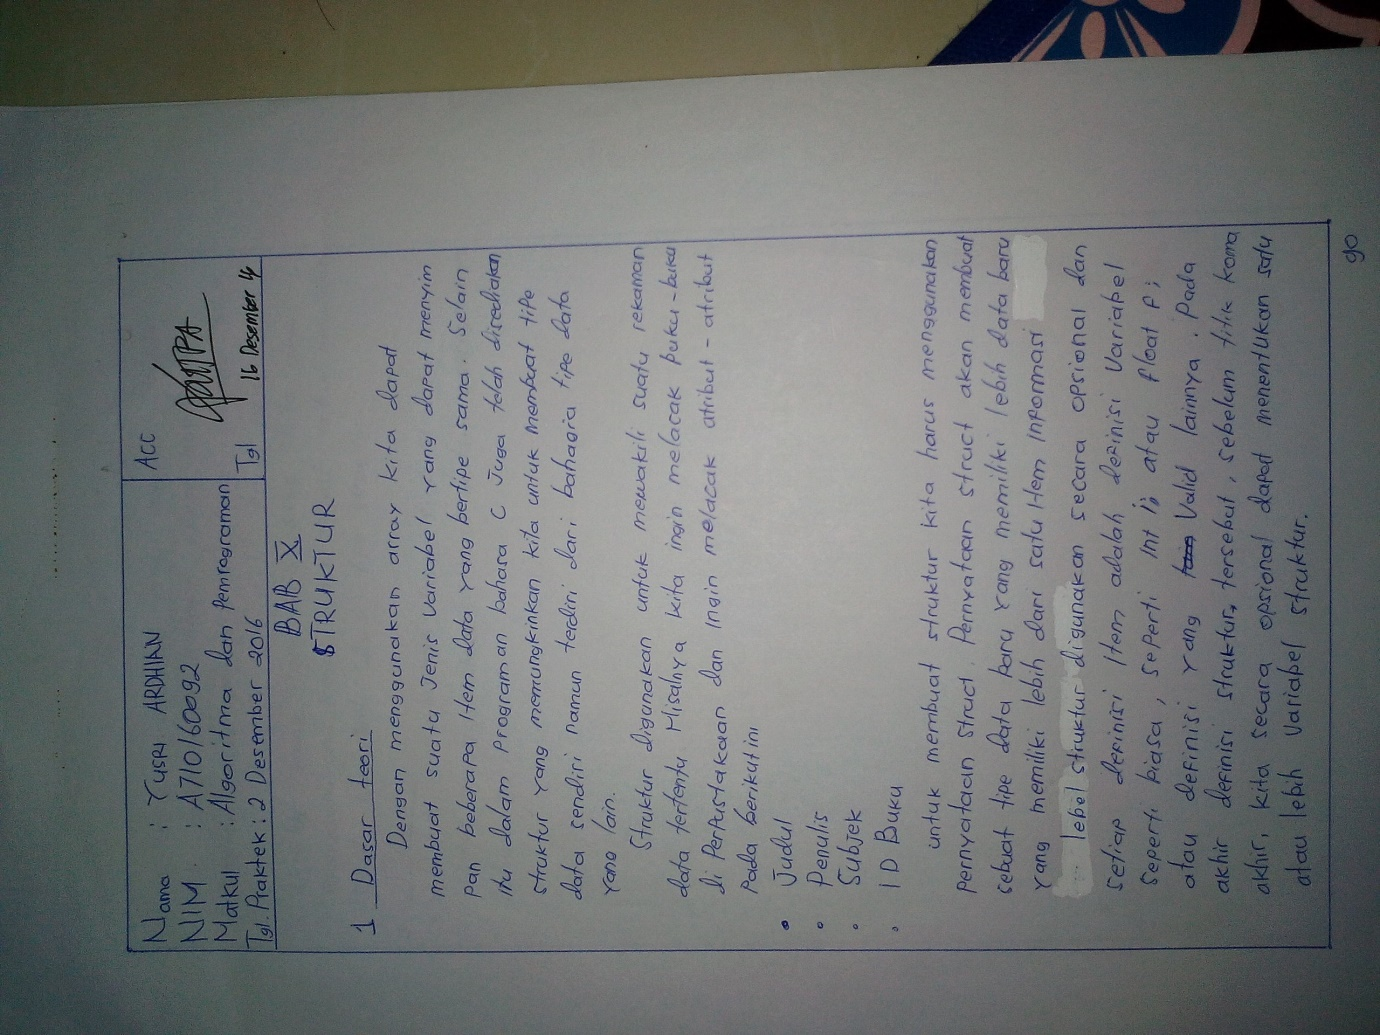 Nama : YUSRI ARDHIAN
NIM : A710160092
Matkul : Algoritma dan Pemrograman
Tgl. Praktek : 2 Desember 2016
ACC
Tgl 16 Desember
BAB X
STRUKTUR
1 Dasar teori
Dengan menggunakan array kita dapat
membuat suatu jenis variabel yang dapat menyim
pan beberapa item data yang bertipe sama. Selain
itu dalam Programan bahasa C Juga telah disediakan
struktur yang memungkinkan kita untuk membuat tipe
data sendiri namun terdiri dari bahagia tipe data
yang lain.
Struktur digunakan untuk mewakili suatu rekaman
data tertentu Misalnya kita ingin melacak buku-buku
di Perpustakaan dan Ingin melacak atribut-atribut
Pada berikut ini
• Judul
• Penulis
• Subjek
• ID Buku
untuk membuat struktur kita harus menggunakan
Pernyataan struct. Pernyataan struct akan membuat
sebuat tipe data baru yang memiliki lebih data baru
yang memiliki lebih dari satu item Informasi
lebel struktur digunakan secara opsional dan
setiap definisi item adalah definisi variabel
seperti biasa, seperti int i; atau float P;
atau definisi yang Valid lainnya. Pada
akhir definisi struktur, tersebut, sebelum titik koma
akhir, kita secara opsional dapad menentukan satu
atau lebih variabel struktur.
90